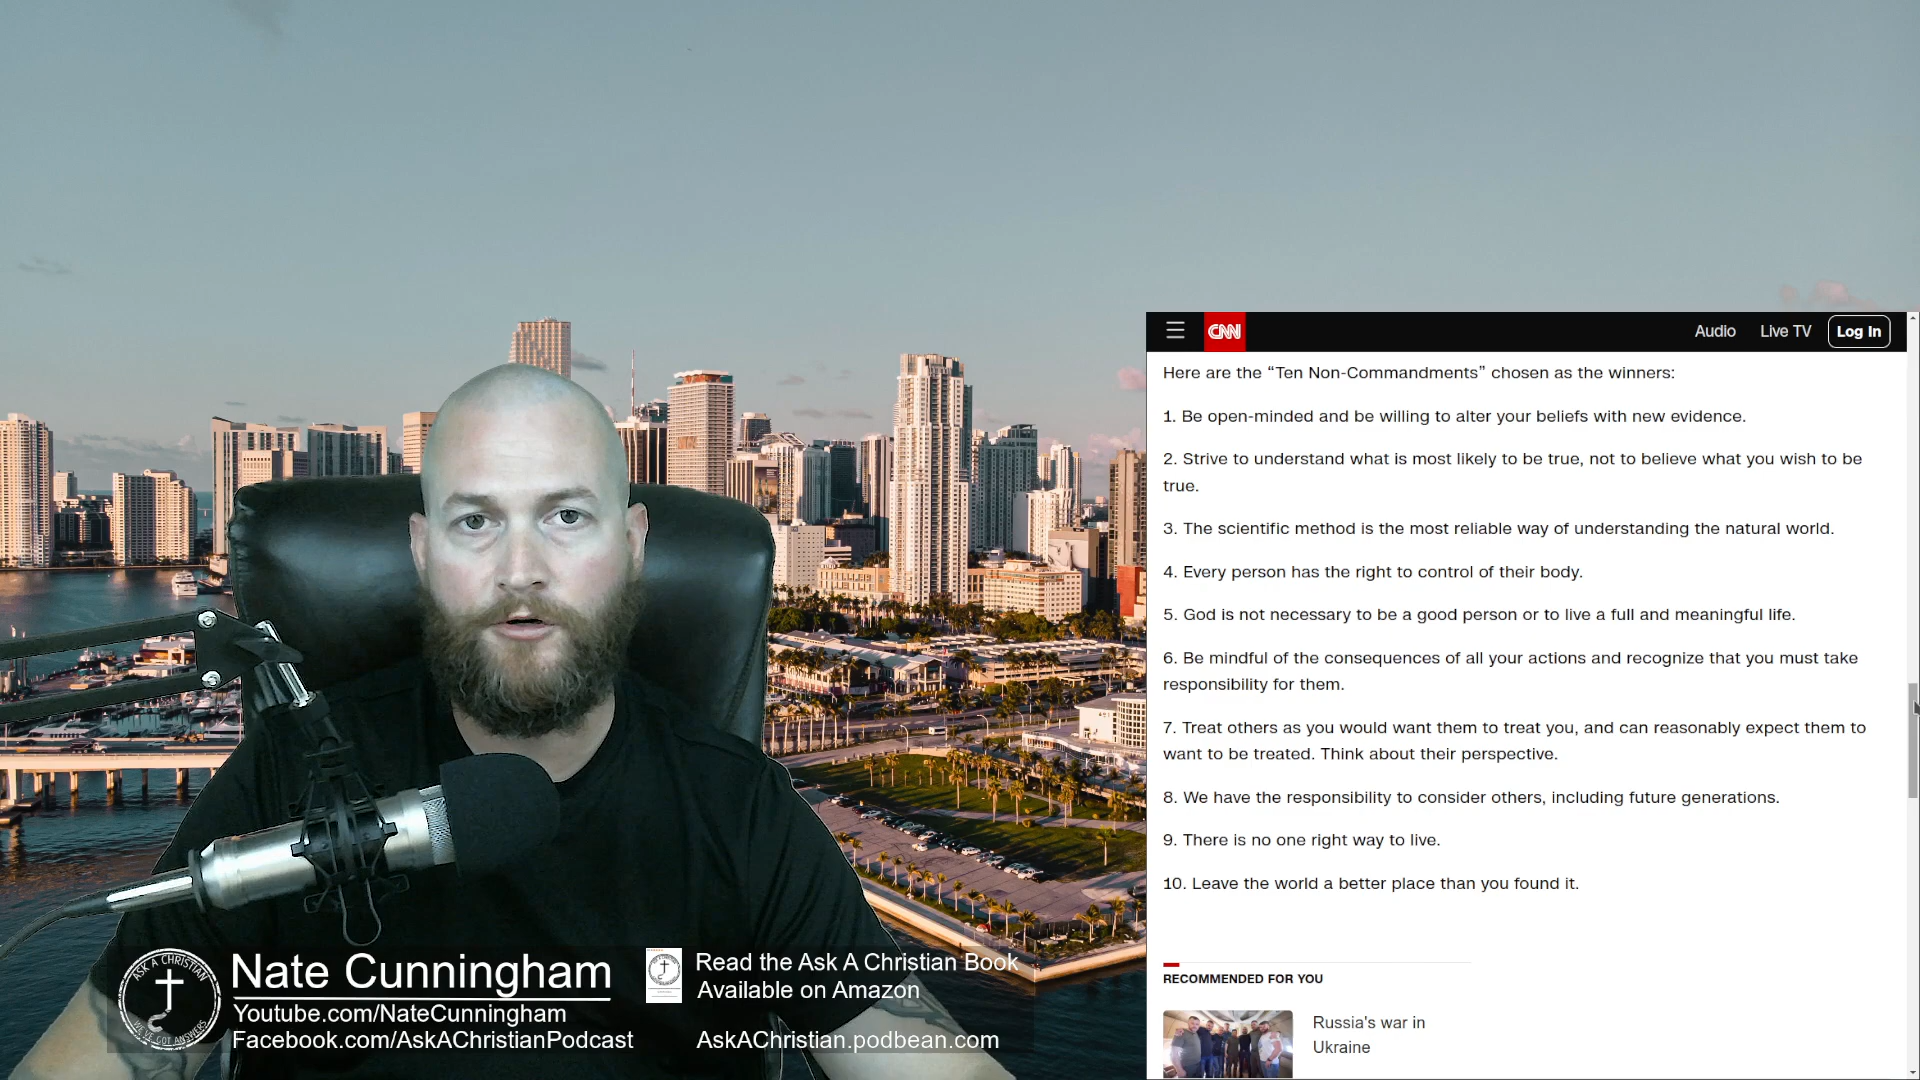 CNN
Audio
Live TV
Log In
Here are the “Ten Non-Commandments” chosen as the winners:
1. Be open-minded and be willing to alter your beliefs with new evidence.
2. Strive to understand what is most likely to be true, not to believe what you wish to be
true.
3. The scientific method is the most reliable way of understanding the natural world.
4. Every person has the right to control of their body.
5. God is not necessary to be a good person or to live a full and meaningful life.
6. Be mindful of the consequences of all your actions and recognize that you must take
responsibility for them.
7. Treat others as you would want them to treat you, and can reasonably expect them to
want to be treated. Think about their perspective.
8. We have the responsibility to consider others, including future generations.
9. There is no one right way to live.
10. Leave the world a better place than you found it.
RECOMMENDED FOR YOU
Russia's war in
Ukraine
ASK A CHRISTIAN
WE'VE GOT ANSWERS
Nate Cunningham
Youtube.com/NateCunningham
Facebook.com/AskAChristianPodcast
Read the Ask A Christian Book
Available on Amazon
AskAChristian.podbean.com